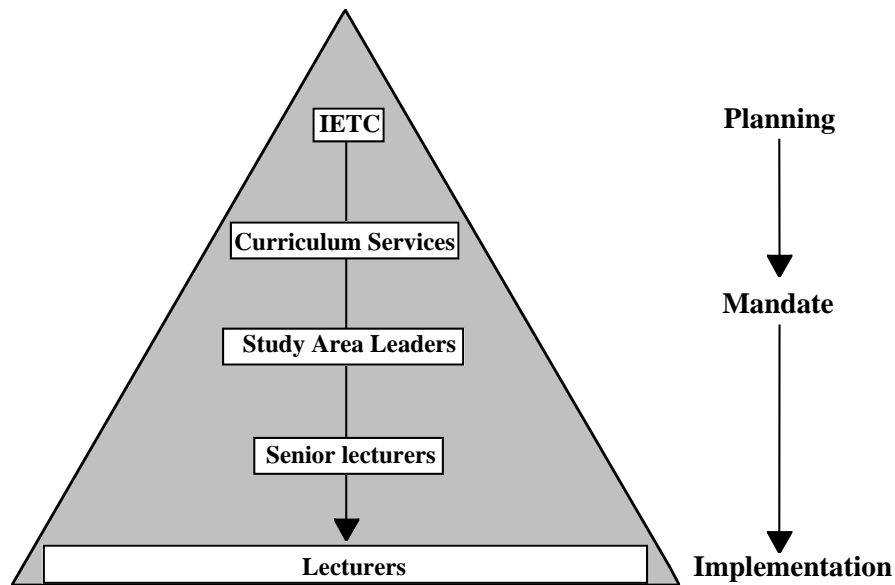 IETC
Planning
Curriculum Services
Mandate
Study Area Leaders
Senior lecturers
Lecturers
Implementation